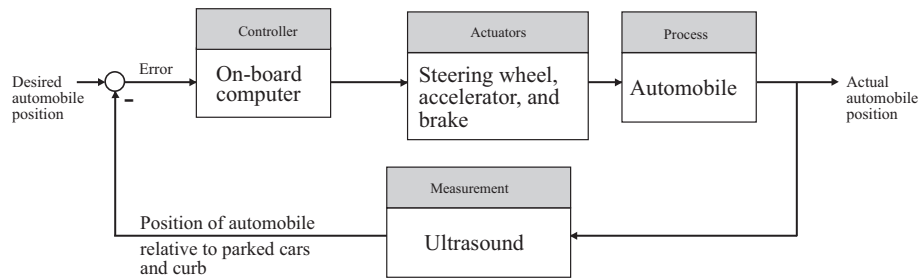 Controller
On-board
computer
Actuators
Steering wheel,
accelerator, and
brake
Process
Automobile
Desired
automobile
position
Error
-
Actual
automobile
position
Measurement
Ultrasound
Position of automobile
relative to parked cars
and curb